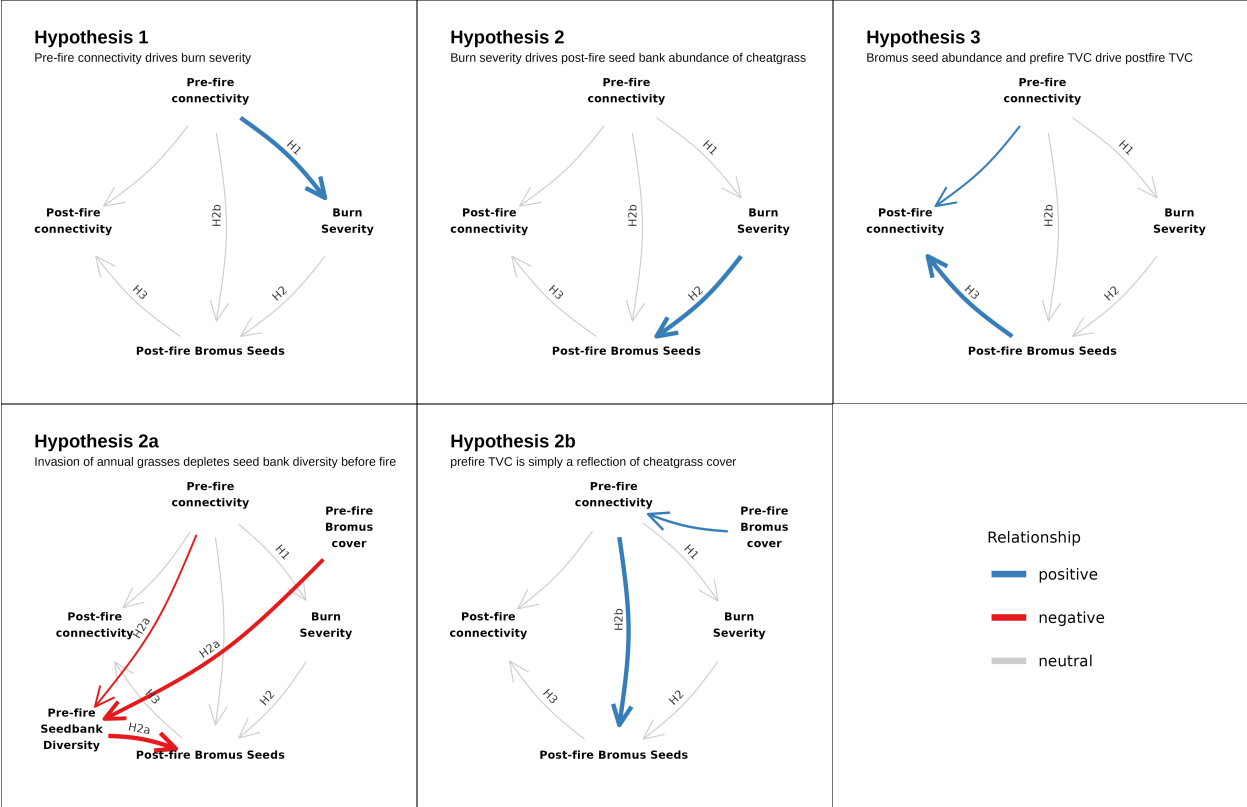 Hypothesis 1
Pre-fire connectivity drives burn severity
Pre-fire
connectivity
H1
Post-fire
connectivity
H2b
Burn
Severity
H3
H2
Post-fire Bromus Seeds
Hypothesis 2
Burn severity drives post-fire seed bank abundance of cheatgrass
Pre-fire
connectivity
H1
Post-fire
connectivity
H2b
Burn
Severity
H3
H2
Post-fire Bromus Seeds
Hypothesis 3
Bromus seed abundance and prefire TVC drive postfire TVC
Pre-fire
connectivity
H1
Post-fire
connectivity
H2b
Burn
Severity
H3
H2
Post-fire Bromus Seeds
Hypothesis 2a
Invasion of annual grasses depletes seed bank diversity before fire
Pre-fire
connectivity
Pre-fire
Bromus
cover
H1
Post-fire
connectivity
H2a
H2a
Burn
Severity
H3
H2
Pre-fire
Seedbank
Diversity
H2a
Post-fire Bromus Seeds
Hypothesis 2b
prefire TVC is simply a reflection of cheatgrass cover
Pre-fire
connectivity
Pre-fire
Bromus
cover
H1
Post-fire
connectivity
H2b
Burn
Severity
H3
H2
Post-fire Bromus Seeds
Relationship
positive
negative
neutral